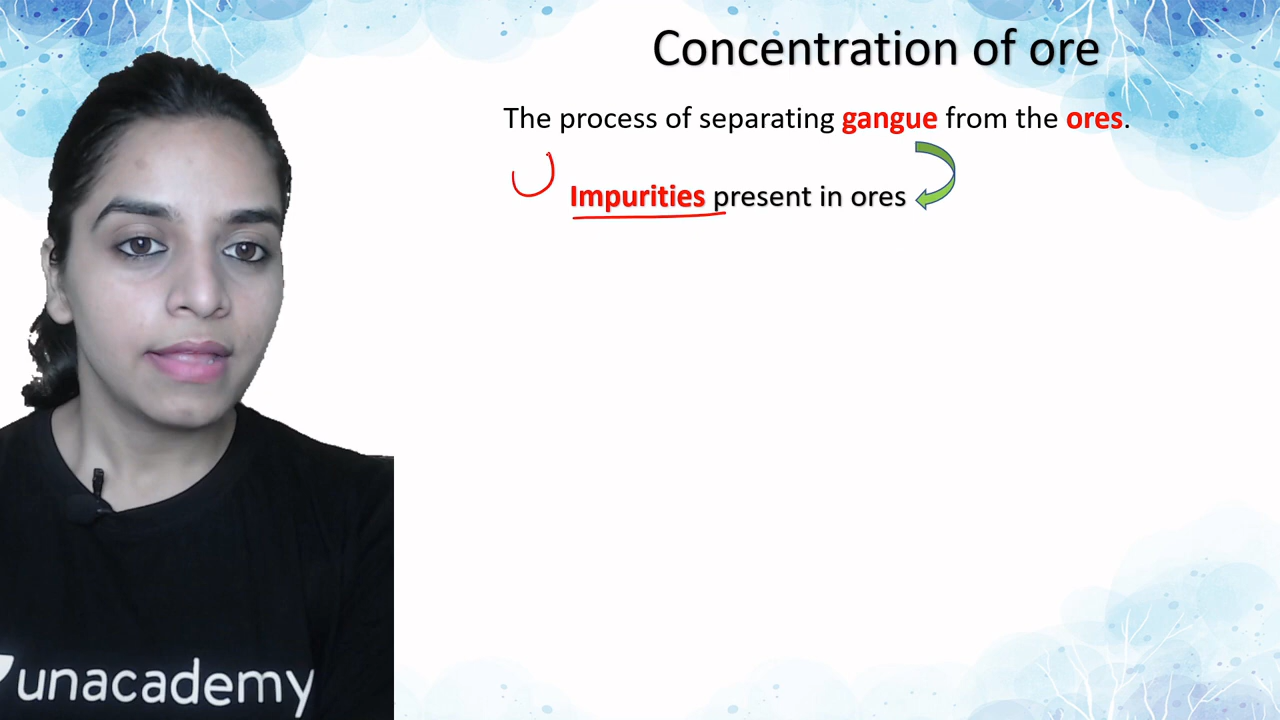 Concentration of ore
The process of separating gangue from the ores.
Impurities present in ores
unacademy